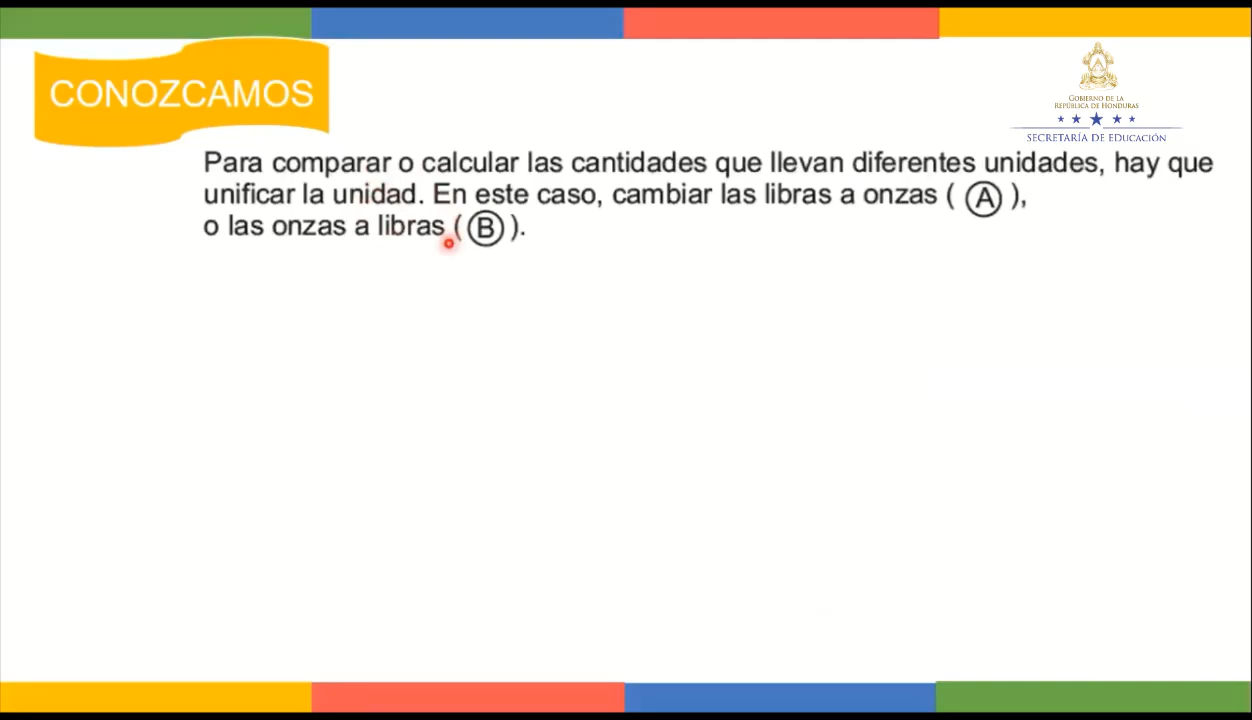 CONOZCAMOS
GOBIERNO DE LA
REPÚBLICA DE HONDURAS
SECRETARÍA DE EDUCACIÓN
Para comparar o calcular las cantidades que llevan diferentes unidades, hay que
unificar la unidad. En este caso, cambiar las libras a onzas ( A ),
o las onzas a libras ( B ).